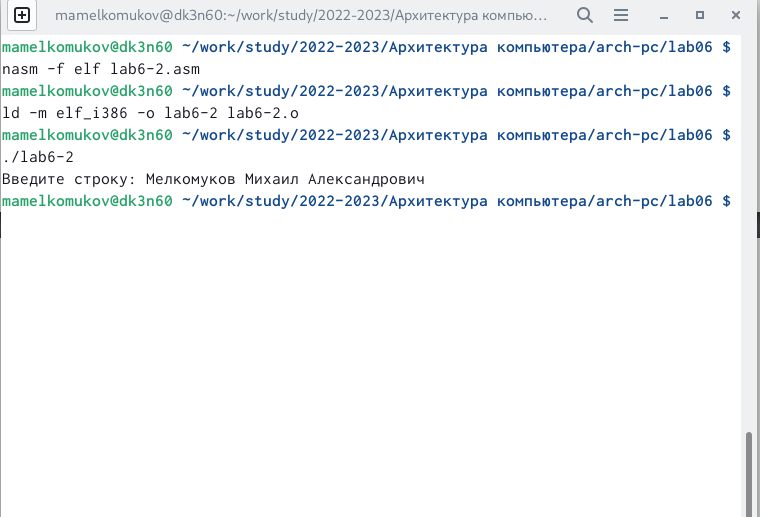 mamelkomukov@dk3n60:~/work/study/2022-2023/Архитектура компью...
mamelkomukov@dk3n60 ~/work/study/2022-2023/Архитектура компьютера/arch-pc/lab06 $
nasm -f elf lab6-2.asm
mamelkomukov@dk3n60 ~/work/study/2022-2023/Архитектура компьютера/arch-pc/lab06 $
ld -m elf_i386 -o lab6-2 lab6-2.o
mamelkomukov@dk3n60 ~/work/study/2022-2023/Архитектура компьютера/arch-pc/lab06 $
./lab6-2
Введите строку: Мелкомуков Михаил Александрович
mamelkomukov@dk3n60 ~/work/study/2022-2023/Архитектура компьютера/arch-pc/lab06 $